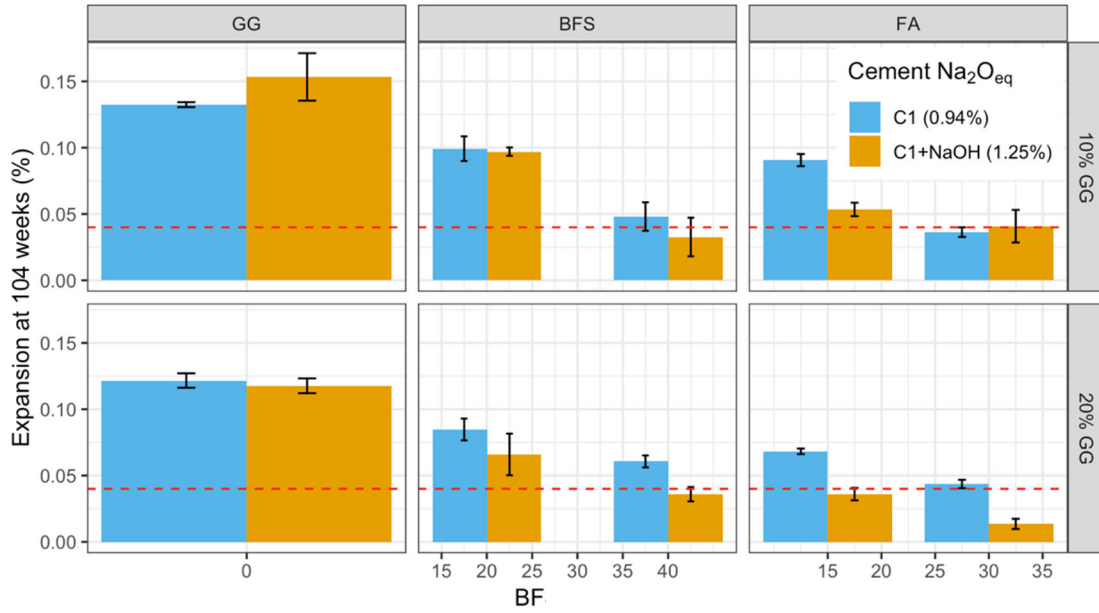 GG
BFS
FA
Expansion at 104 weeks (%)
0.15
0.10
0.05
0.00
Cement Na₂Oeq
C1 (0.94%)
C1+NaOH (1.25%)
10% GG
0.15
0.10
0.05
0.00
20% GG
0
15 20 25 30 35 40
15 20 25 30 35
BF